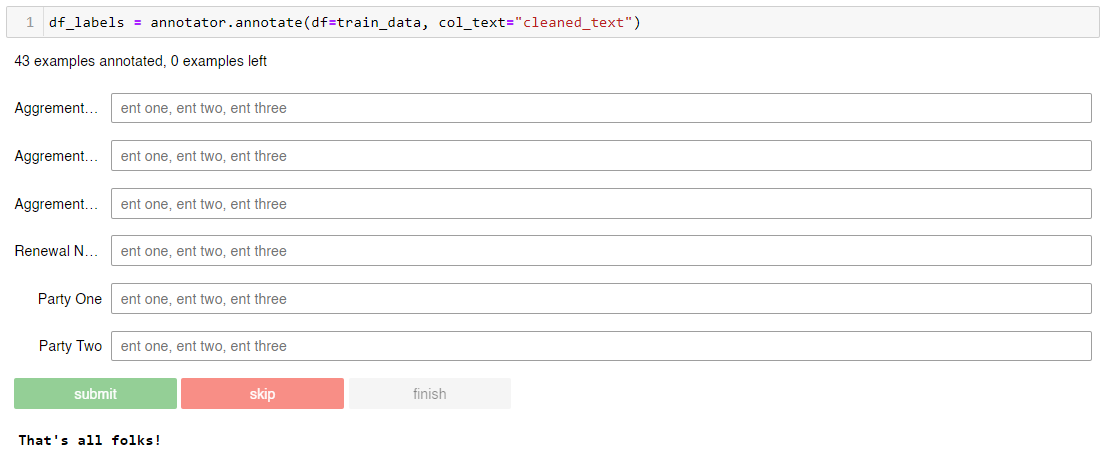 1 df_labels = annotator.annotate(df=train_data, col_text="cleaned_text")
43 examples annotated, 0 examples left
Aggrement… ent one, ent two, ent three
Aggrement… ent one, ent two, ent three
Aggrement… ent one, ent two, ent three
Renewal N… ent one, ent two, ent three
Party One ent one, ent two, ent three
Party Two ent one, ent two, ent three
submit skip finish
That's all folks!